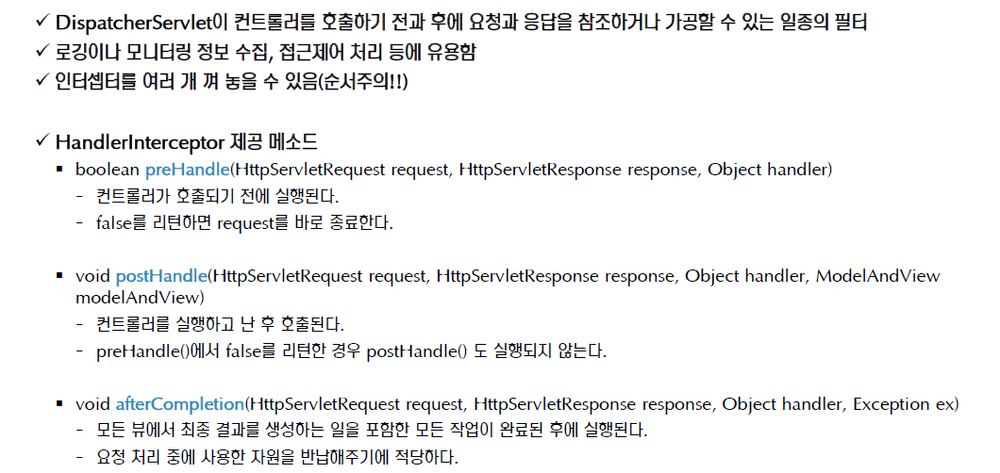 ✓ DispatcherServlet이 컨트롤러를 호출하기 전과 후에 요청과 응답을 참조하거나 가공할 수 있는 일종의 필터
✓ 로깅이나 모니터링 정보 수집, 접근제어 처리 등에 유용함
✓ 인터셉터를 여러 개 껴 놓을 수 있음(순서주의!!)
✓ HandlerInterceptor 제공 메소드
▪ boolean preHandle(HttpServletRequest request, HttpServletResponse response, Object handler)
- 컨트롤러가 호출되기 전에 실행된다.
- false를 리턴하면 request를 바로 종료한다.
▪ void postHandle(HttpServletRequest request, HttpServletResponse response, Object handler, ModelAndView
modelAndView)
- 컨트롤러를 실행하고 난 후 호출된다.
- preHandle()에서 false를 리턴한 경우 postHandle() 도 실행되지 않는다.
▪ void afterCompletion(HttpServletRequest request, HttpServletResponse response, Object handler, Exception ex)
- 모든 뷰에서 최종 결과를 생성하는 일을 포함한 모든 작업이 완료된 후에 실행된다.
- 요청 처리 중에 사용한 자원을 반납해주기에 적당하다.